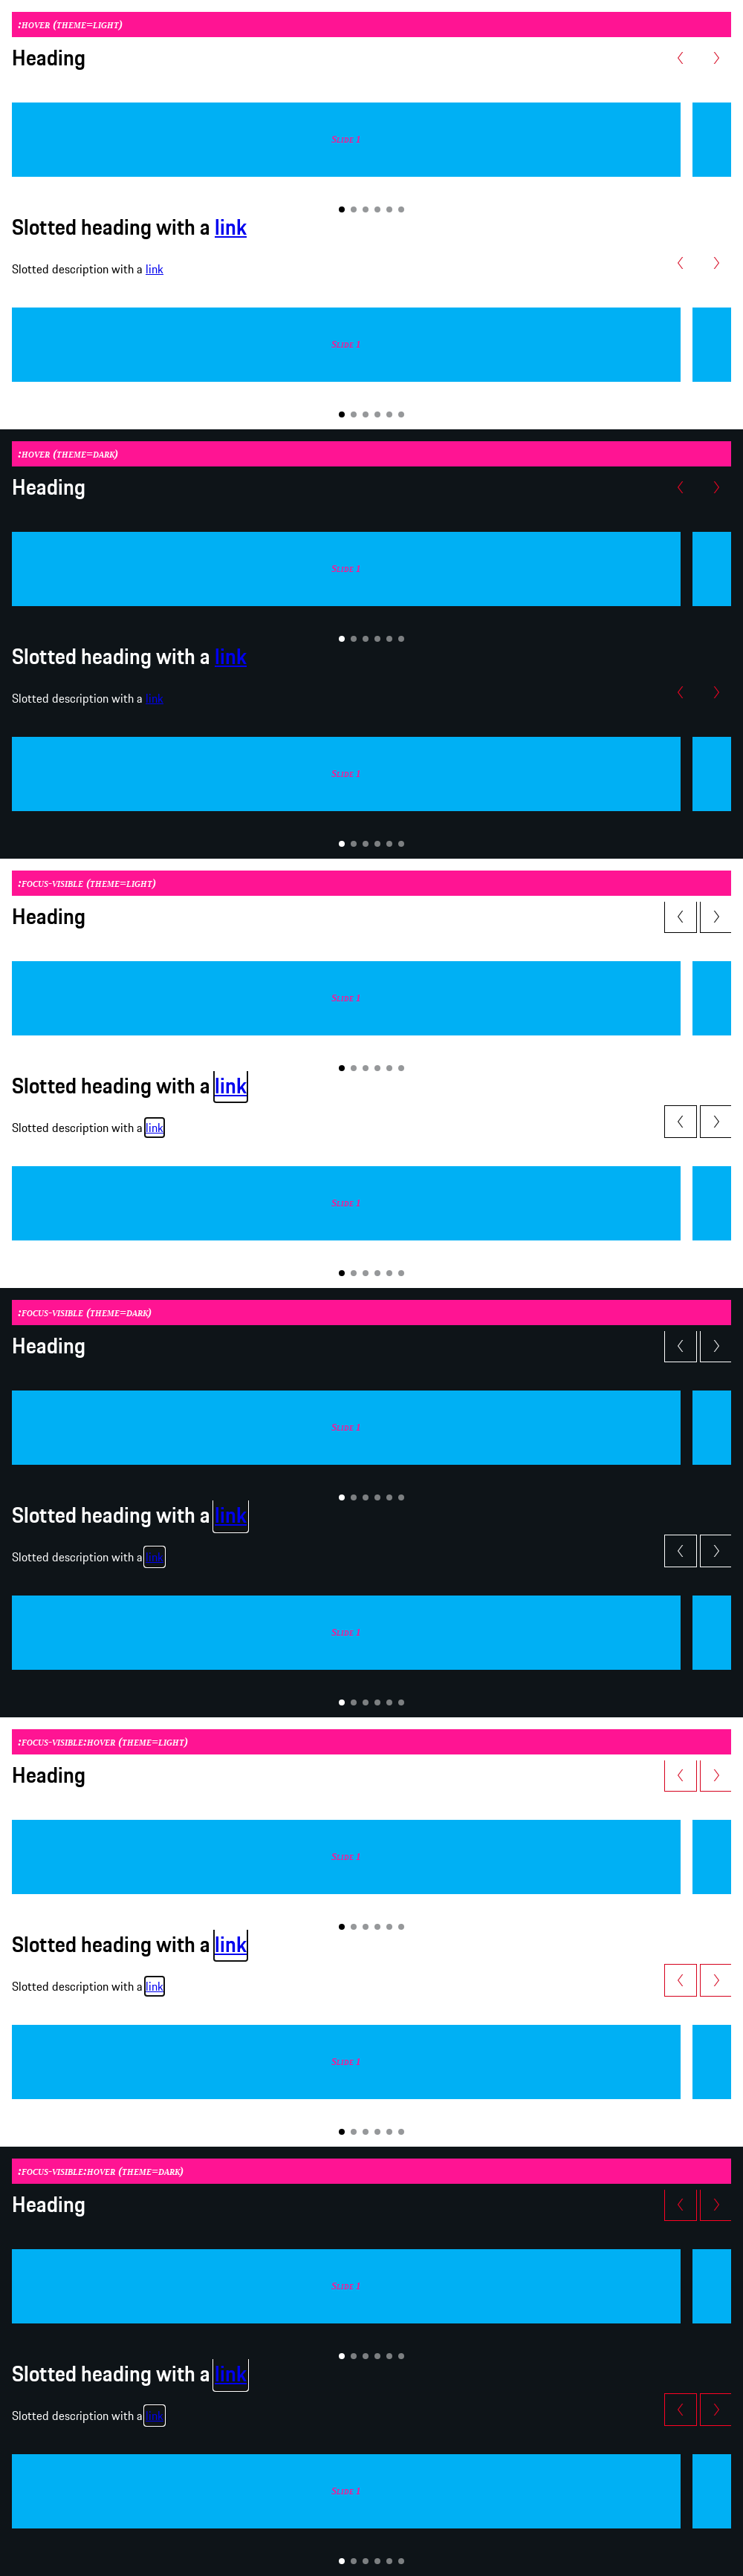 :hover (theme=light)
Heading
Slide 1
Slotted heading with a link
Slotted description with a link
Slide 1
:hover (theme=dark)
Heading
Slide 1
Slotted heading with a link
Slotted description with a link
Slide 1
:focus-visible (theme=light)
Heading
Slide 1
Slotted heading with a link
Slotted description with a link
Slide 1
:focus-visible (theme=dark)
Heading
Slide 1
Slotted heading with a link
Slotted description with a link
Slide 1
:focus-visible:hover (theme=light)
Heading
Slide 1
Slotted heading with a link
Slotted description with a link
Slide 1
:focus-visible:hover (theme=dark)
Heading
Slide 1
Slotted heading with a link
Slotted description with a link
Slide 1